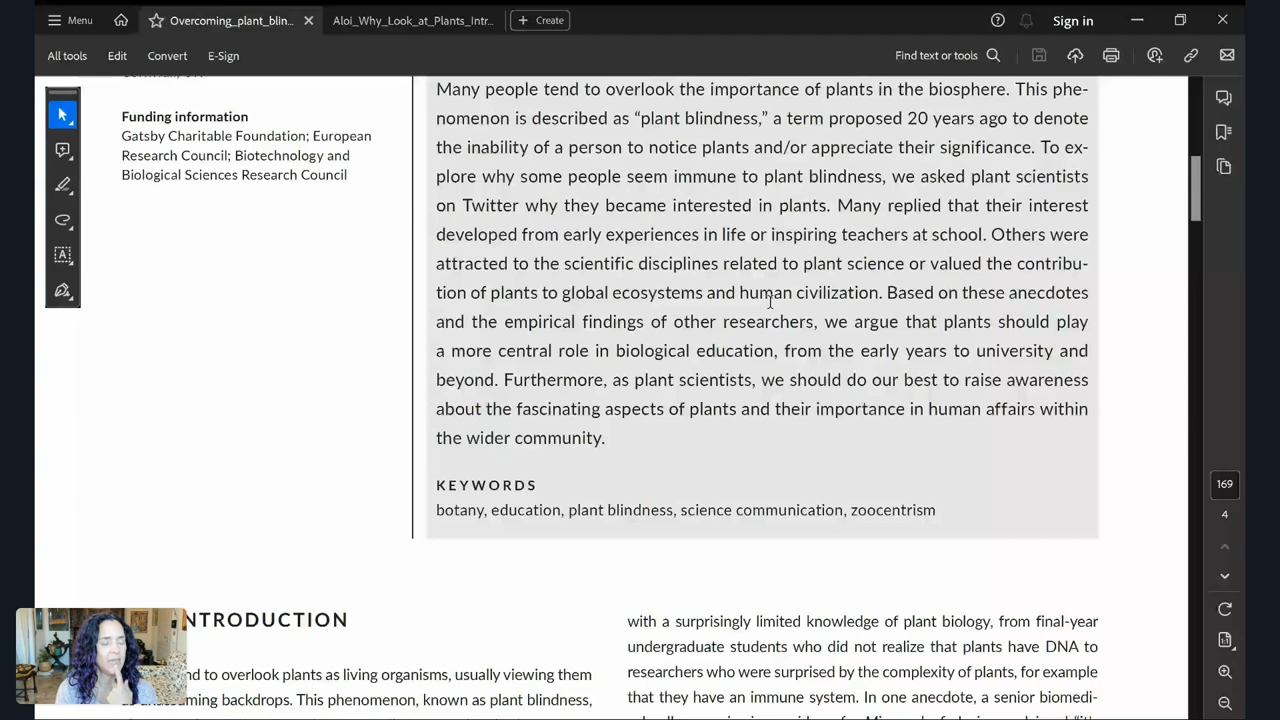 Menu
Overcoming_plant_blin...
Aloi_Why_Look_at_Plants_Intr...
Create
Sign in
All tools
Edit
Convert
E-Sign
Find text or tools
Funding information
Gatsby Charitable Foundation; European
Research Council; Biotechnology and
Biological Sciences Research Council
Many people tend to overlook the importance of plants in the biosphere. This phe-
nomenon is described as “plant blindness,” a term proposed 20 years ago to denote
the inability of a person to notice plants and/or appreciate their significance. To ex-
plore why some people seem immune to plant blindness, we asked plant scientists
on Twitter why they became interested in plants. Many replied that their interest
developed from early experiences in life or inspiring teachers at school. Others were
attracted to the scientific disciplines related to plant science or valued the contribu-
tion of plants to global ecosystems and human civilization. Based on these anecdotes
and the empirical findings of other researchers, we argue that plants should play
a more central role in biological education, from the early years to university and
beyond. Furthermore, as plant scientists, we should do our best to raise awareness
about the fascinating aspects of plants and their importance in human affairs within
the wider community.
KEYWORDS
botany, education, plant blindness, science communication, zoocentrism
169
4
NTRODUCTION
nd to overlook plants as living organisms, usually viewing them
backdrops. This phenomenon, known as plant blindness,
with a surprisingly limited knowledge of plant biology, from final-year
undergraduate students who did not realize that plants have DNA to
researchers who were surprised by the complexity of plants, for example
that they have an immune system. In one anecdote, a senior biomedi-